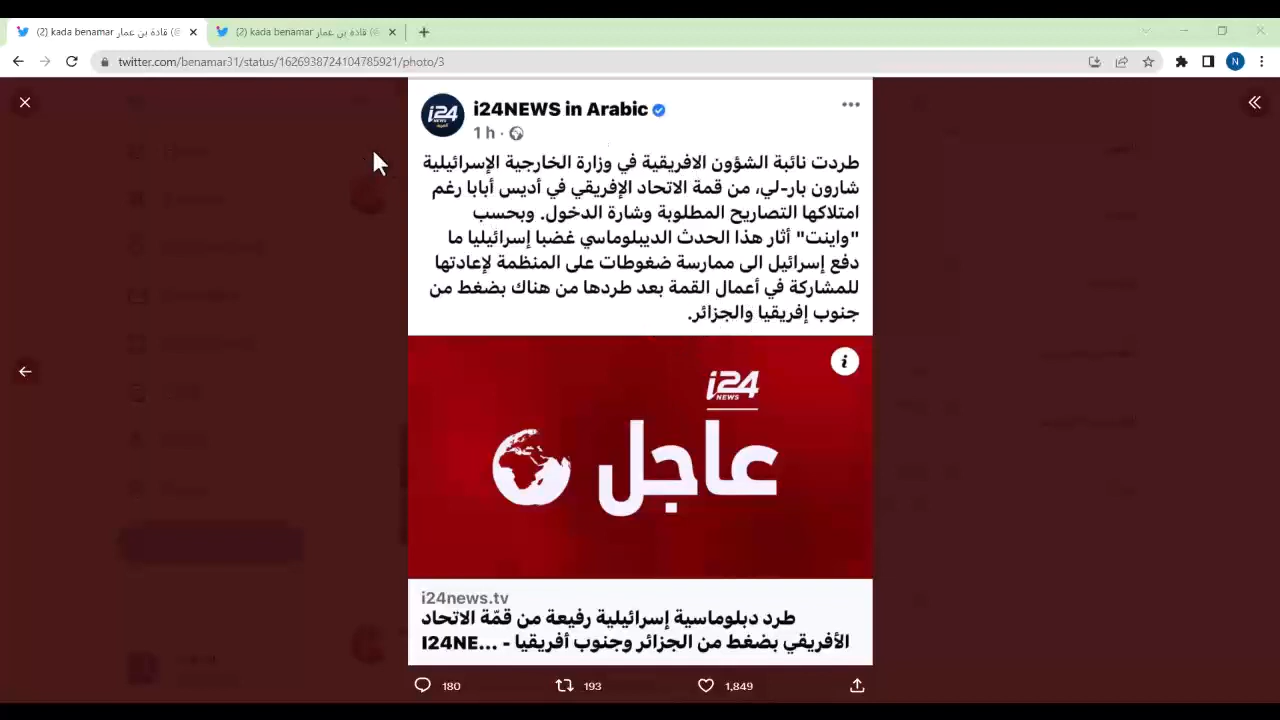 (2) kada benamar قادة بن عمار
(2) kada benamar قادة بن عمار
twitter.com/benamar31/status/1626938724104785921/photo/3
N
i24NEWS in Arabic
1 h ·
طردت نائبة الشؤون الافريقية في وزارة الخارجية الإسرائيلية
شارون بار-لي، من قمة الاتحاد الإفريقي في أديس أبابا رغم
امتلاكها التصاريح المطلوبة وشارة الدخول. وبحسب
"واينت" أثار هذا الحدث الديبلوماسي غضبا إسرائيليا ما
دفع إسرائيل الى ممارسة ضغوطات على المنظمة لإعادتها
للمشاركة في أعمال القمة بعد طردها من هناك بضغط من
جنوب إفريقيا والجزائر.
i24
NEWS
عاجل
i24news.tv
طرد دبلوماسية إسرائيلية رفيعة من قمّة الاتحاد
الأفريقي بضغط من الجزائر وجنوب أفريقيا - I24NE...
180 193 1,849